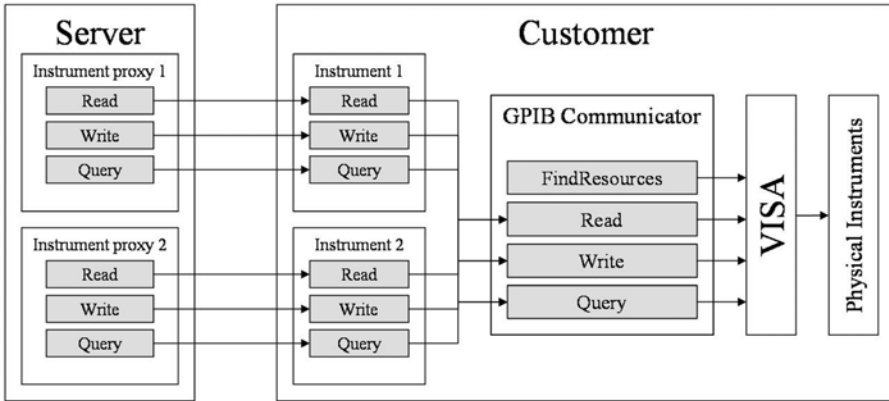 Server
Customer
Instrument proxy 1
Read
Write
Query
Instrument proxy 2
Read
Write
Query
Instrument 1
Read
Write
Query
Instrument 2
Read
Write
Query
GPIB Communicator
FindResources
Read
Write
Query
VISA
Physical Instruments